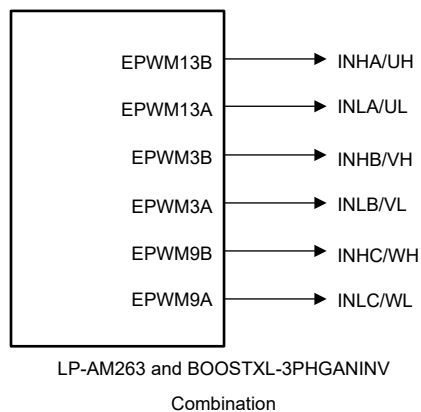 EPWM13B INHA/UH
EPWM13A INLA/UL
EPWM3B INHB/VH
EPWM3A INLB/VL
EPWM9B INHC/WH
EPWM9A INLC/WL
LP-AM263 and BOOSTXL-3PHGANINV
Combination